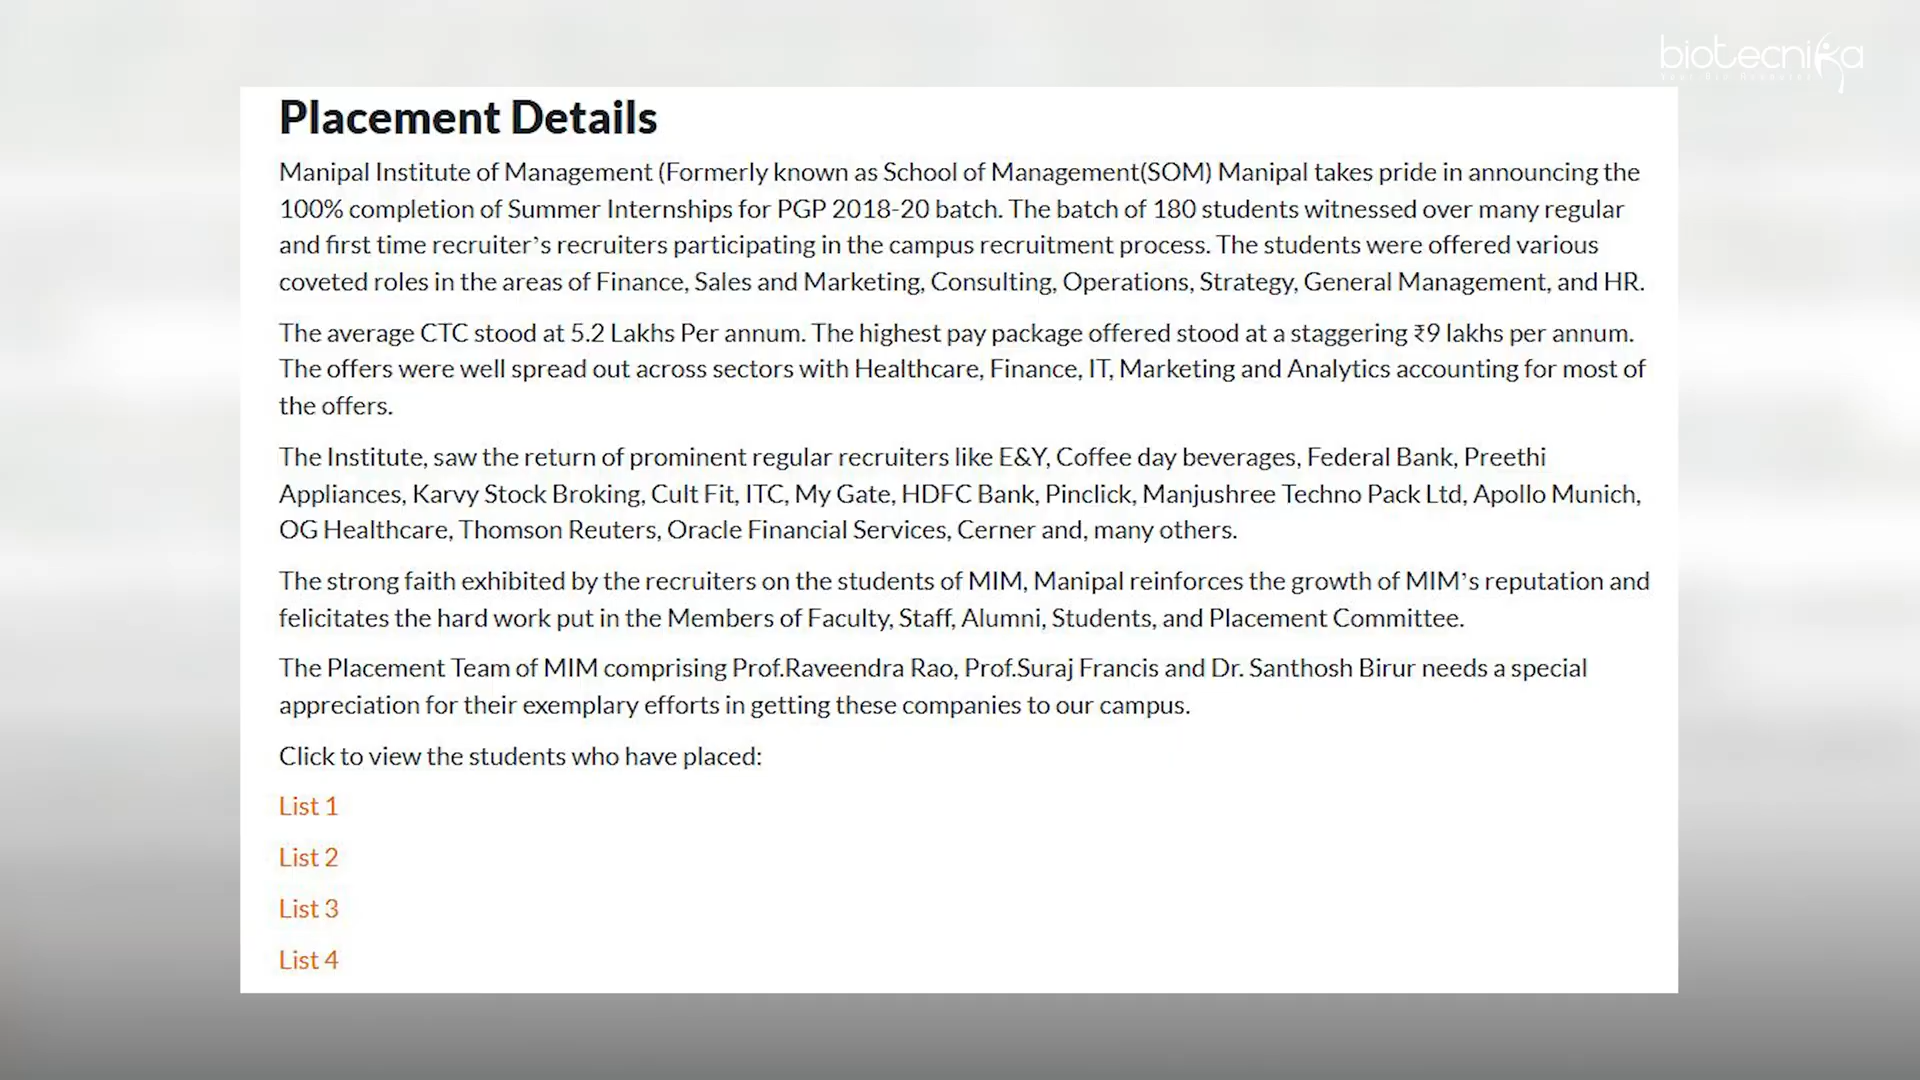 biotecnika
Placement Details
Manipal Institute of Management (Formerly known as School of Management(SOM) Manipal takes pride in announcing the
100% completion of Summer Internships for PGP 2018-20 batch. The batch of 180 students witnessed over many regular
and first time recruiter’s recruiters participating in the campus recruitment process. The students were offered various
coveted roles in the areas of Finance, Sales and Marketing, Consulting, Operations, Strategy, General Management, and HR.
The average CTC stood at 5.2 Lakhs Per annum. The highest pay package offered stood at a staggering ₹9 lakhs per annum.
The offers were well spread out across sectors with Healthcare, Finance, IT, Marketing and Analytics accounting for most of
the offers.
The Institute, saw the return of prominent regular recruiters like E&Y, Coffee day beverages, Federal Bank, Preethi
Appliances, Karvy Stock Broking, Cult Fit, ITC, My Gate, HDFC Bank, Pinclick, Manjushree Techno Pack Ltd, Apollo Munich,
OG Healthcare, Thomson Reuters, Oracle Financial Services, Cerner and, many others.
The strong faith exhibited by the recruiters on the students of MIM, Manipal reinforces the growth of MIM’s reputation and
felicitates the hard work put in the Members of Faculty, Staff, Alumni, Students, and Placement Committee.
The Placement Team of MIM comprising Prof.Raveendra Rao, Prof.Suraj Francis and Dr. Santhosh Birur needs a special
appreciation for their exemplary efforts in getting these companies to our campus.
Click to view the students who have placed:
List 1
List 2
List 3
List 4